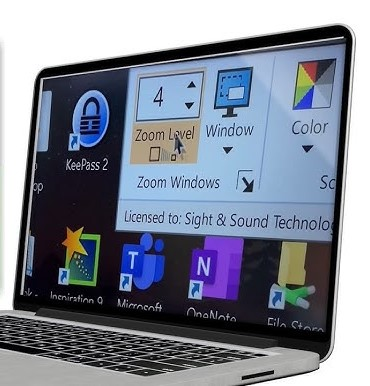 4
Zoom Level
Window
Color
KeePass 2
Zoom Windows
Licensed to: Sight & Sound Technolo
Inspiration 9
Microsoft
OneNote
File Store
T
N